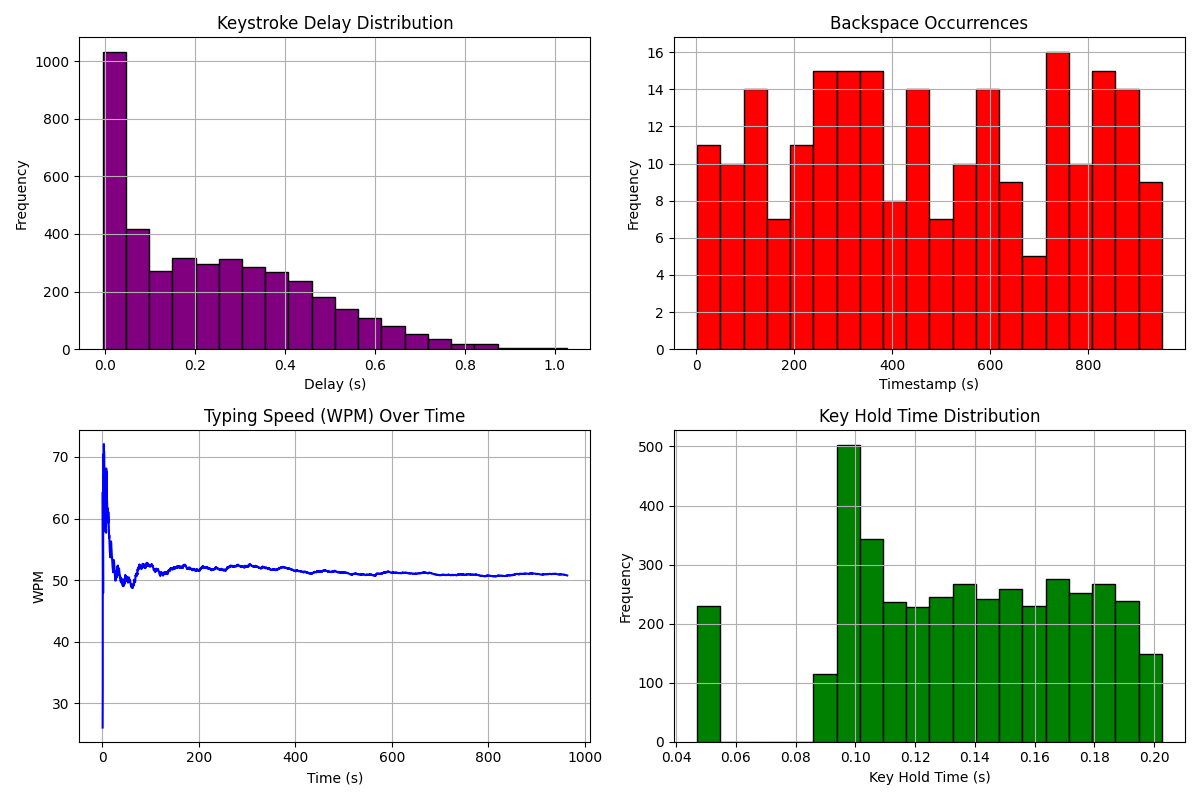 Keystroke Delay Distribution
Frequency
1000
800
600
400
200
0
0.0 0.2 0.4 0.6 0.8 1.0
Delay (s)
Backspace Occurrences
Frequency
16
14
12
10
8
6
4
2
0
0 200 400 600 800
Timestamp (s)
Typing Speed (WPM) Over Time
WPM
70
60
50
40
30
0 200 400 600 800 1000
Time (s)
Key Hold Time Distribution
Frequency
500
400
300
200
100
0
0.04 0.06 0.08 0.10 0.12 0.14 0.16 0.18 0.20
Key Hold Time (s)